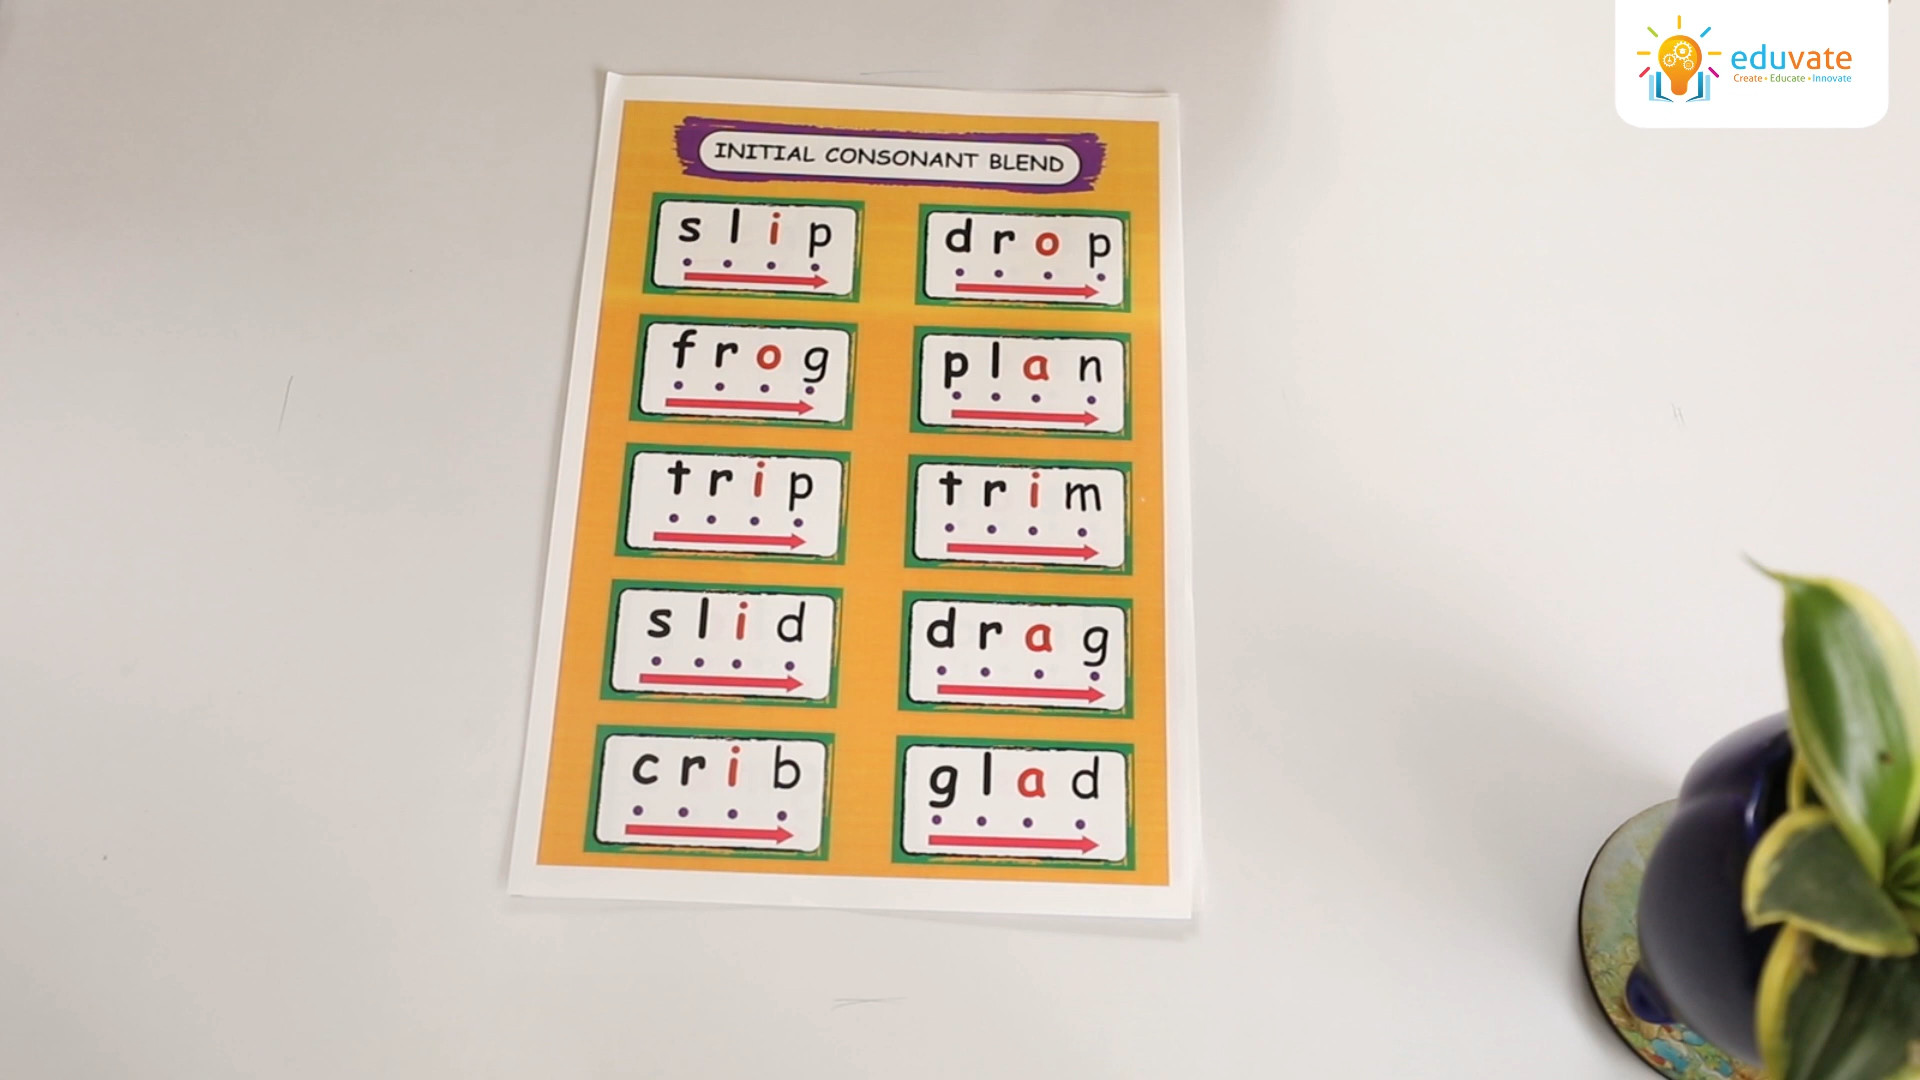 INITIAL CONSONANT BLEND
slip
drop
frog
plan
trip
trim
slid
drag
crib
glad
eduvate
Create • Educate • Innovate